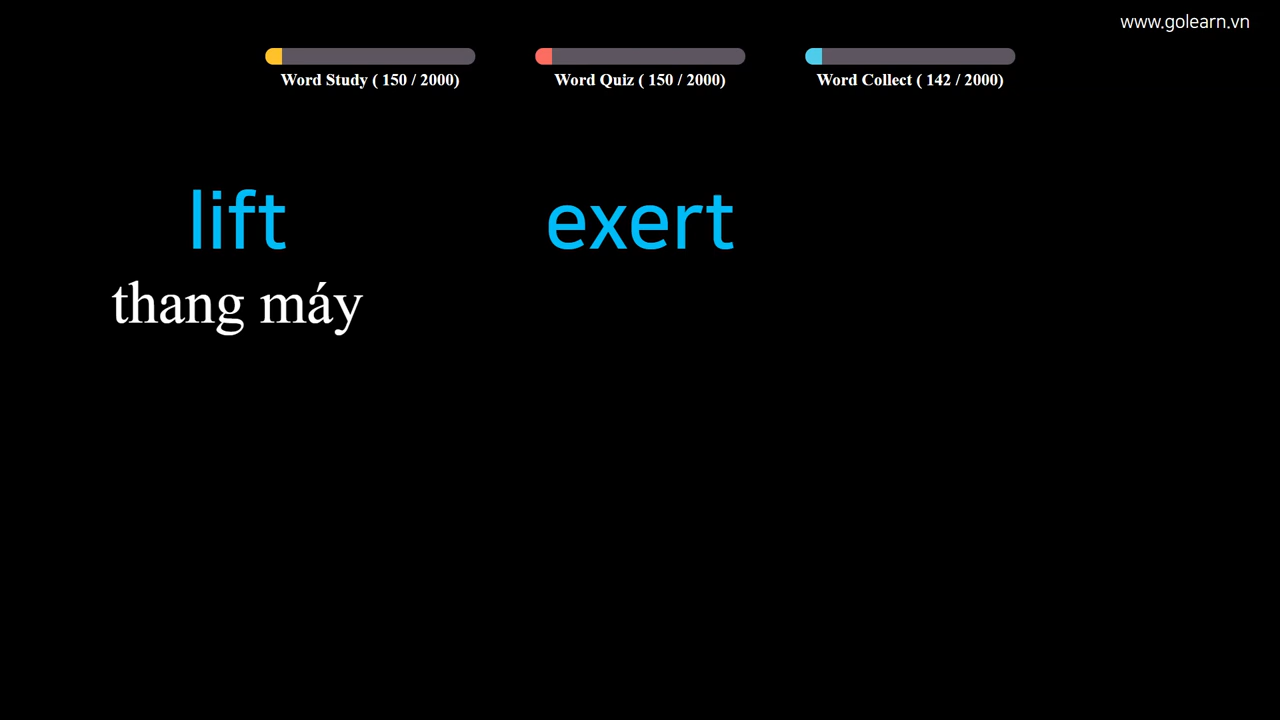 www.golearn.vn
Word Study ( 150 / 2000)
Word Quiz ( 150 / 2000)
Word Collect ( 142 / 2000)
lift
thang máy
exert